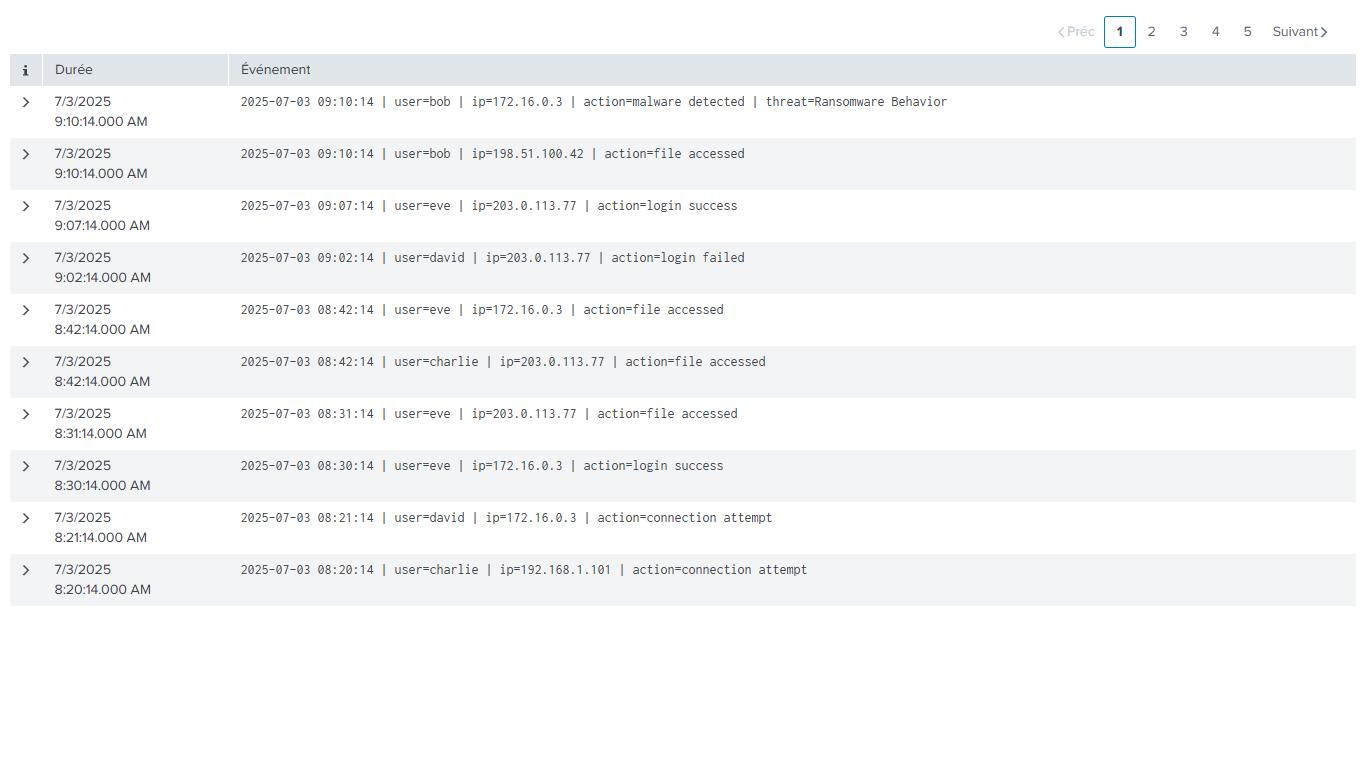 Préc 1 2 3 4 5 Suivant
i Durée Événement
7/3/2025 2025-07-03 09:10:14 | user=bob | ip=172.16.0.3 | action=malware detected | threat=Ransomware Behavior
9:10:14.000 AM
7/3/2025 2025-07-03 09:10:14 | user=bob | ip=198.51.100.42 | action=file accessed
9:10:14.000 AM
7/3/2025 2025-07-03 09:07:14 | user=eve | ip=203.0.113.77 | action=login success
9:07:14.000 AM
7/3/2025 2025-07-03 09:02:14 | user=david | ip=203.0.113.77 | action=login failed
9:02:14.000 AM
7/3/2025 2025-07-03 08:42:14 | user=eve | ip=172.16.0.3 | action=file accessed
8:42:14.000 AM
7/3/2025 2025-07-03 08:42:14 | user=charlie | ip=203.0.113.77 | action=file accessed
8:42:14.000 AM
7/3/2025 2025-07-03 08:31:14 | user=eve | ip=203.0.113.77 | action=file accessed
8:31:14.000 AM
7/3/2025 2025-07-03 08:30:14 | user=eve | ip=172.16.0.3 | action=login success
8:30:14.000 AM
7/3/2025 2025-07-03 08:21:14 | user=david | ip=172.16.0.3 | action=connection attempt
8:21:14.000 AM
7/3/2025 2025-07-03 08:20:14 | user=charlie | ip=192.168.1.101 | action=connection attempt
8:20:14.000 AM